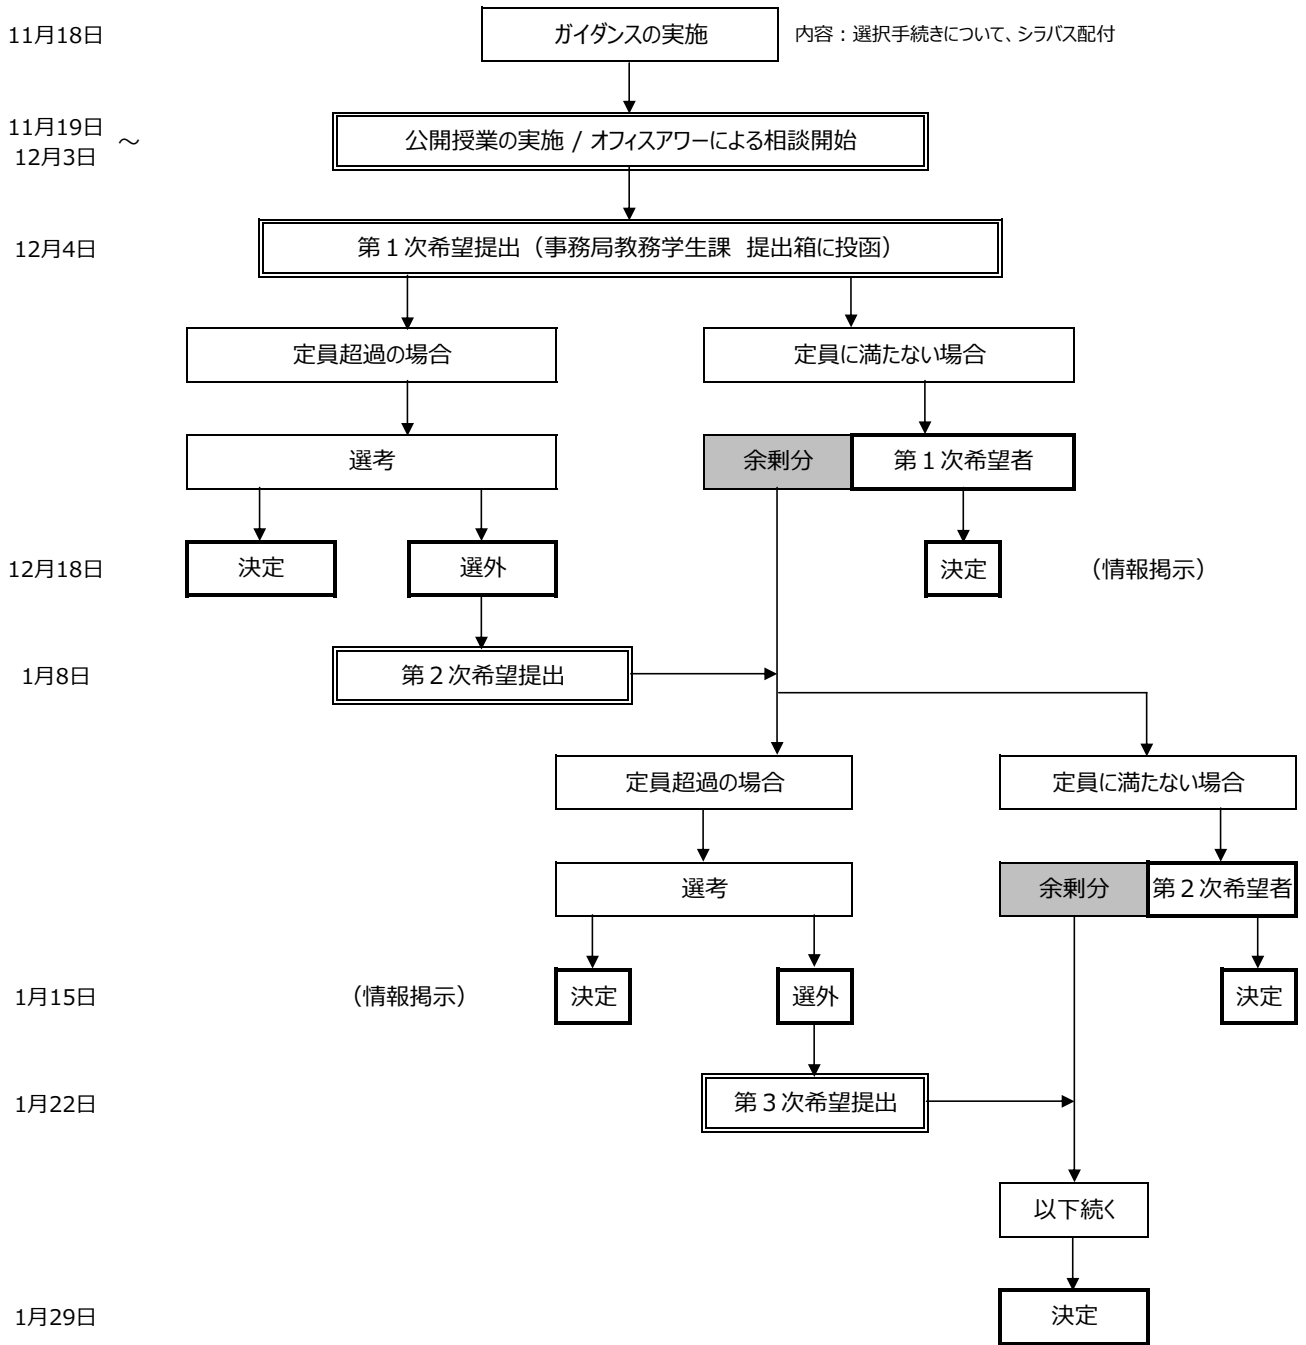 11月18日
ガイダンスの実施
内容：選択手続きについて、シラバス配付
11月19日
～
12月3日
公開授業の実施 / オフィスアワーによる相談開始
12月4日
第１次希望提出（事務局教務学生課 提出箱に投函）
定員超過の場合
定員に満たない場合
選考
余剰分
第１次希望者
12月18日
決定
選外
決定
（情報掲示）
1月8日
第２次希望提出
定員超過の場合
定員に満たない場合
選考
余剰分
第２次希望者
1月15日
（情報掲示）
決定
選外
決定
1月22日
第３次希望提出
以下続く
1月29日
決定